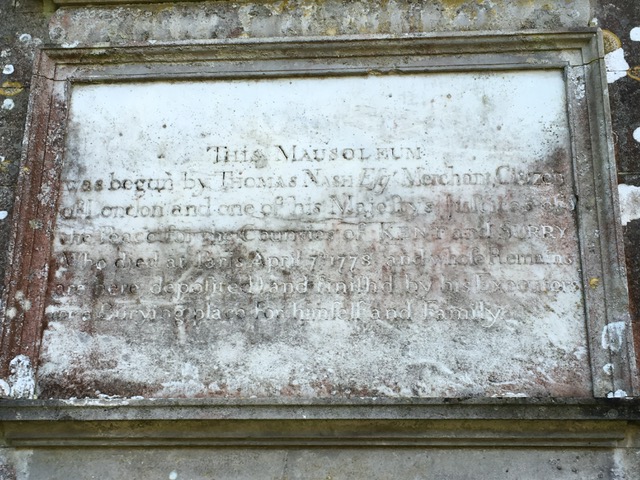 THIS MAUSOLEUM
was begun by THOMAS NASH Esqr. Merchant, Citizen
of London and one of his Majesty's Justices of
the Peace for the Counties of KENT and SURRY
Who died at Paris April 7th 1778 and whose Remains
are here deposited) and finish'd by his Executors
as a Burying place for himself and Family